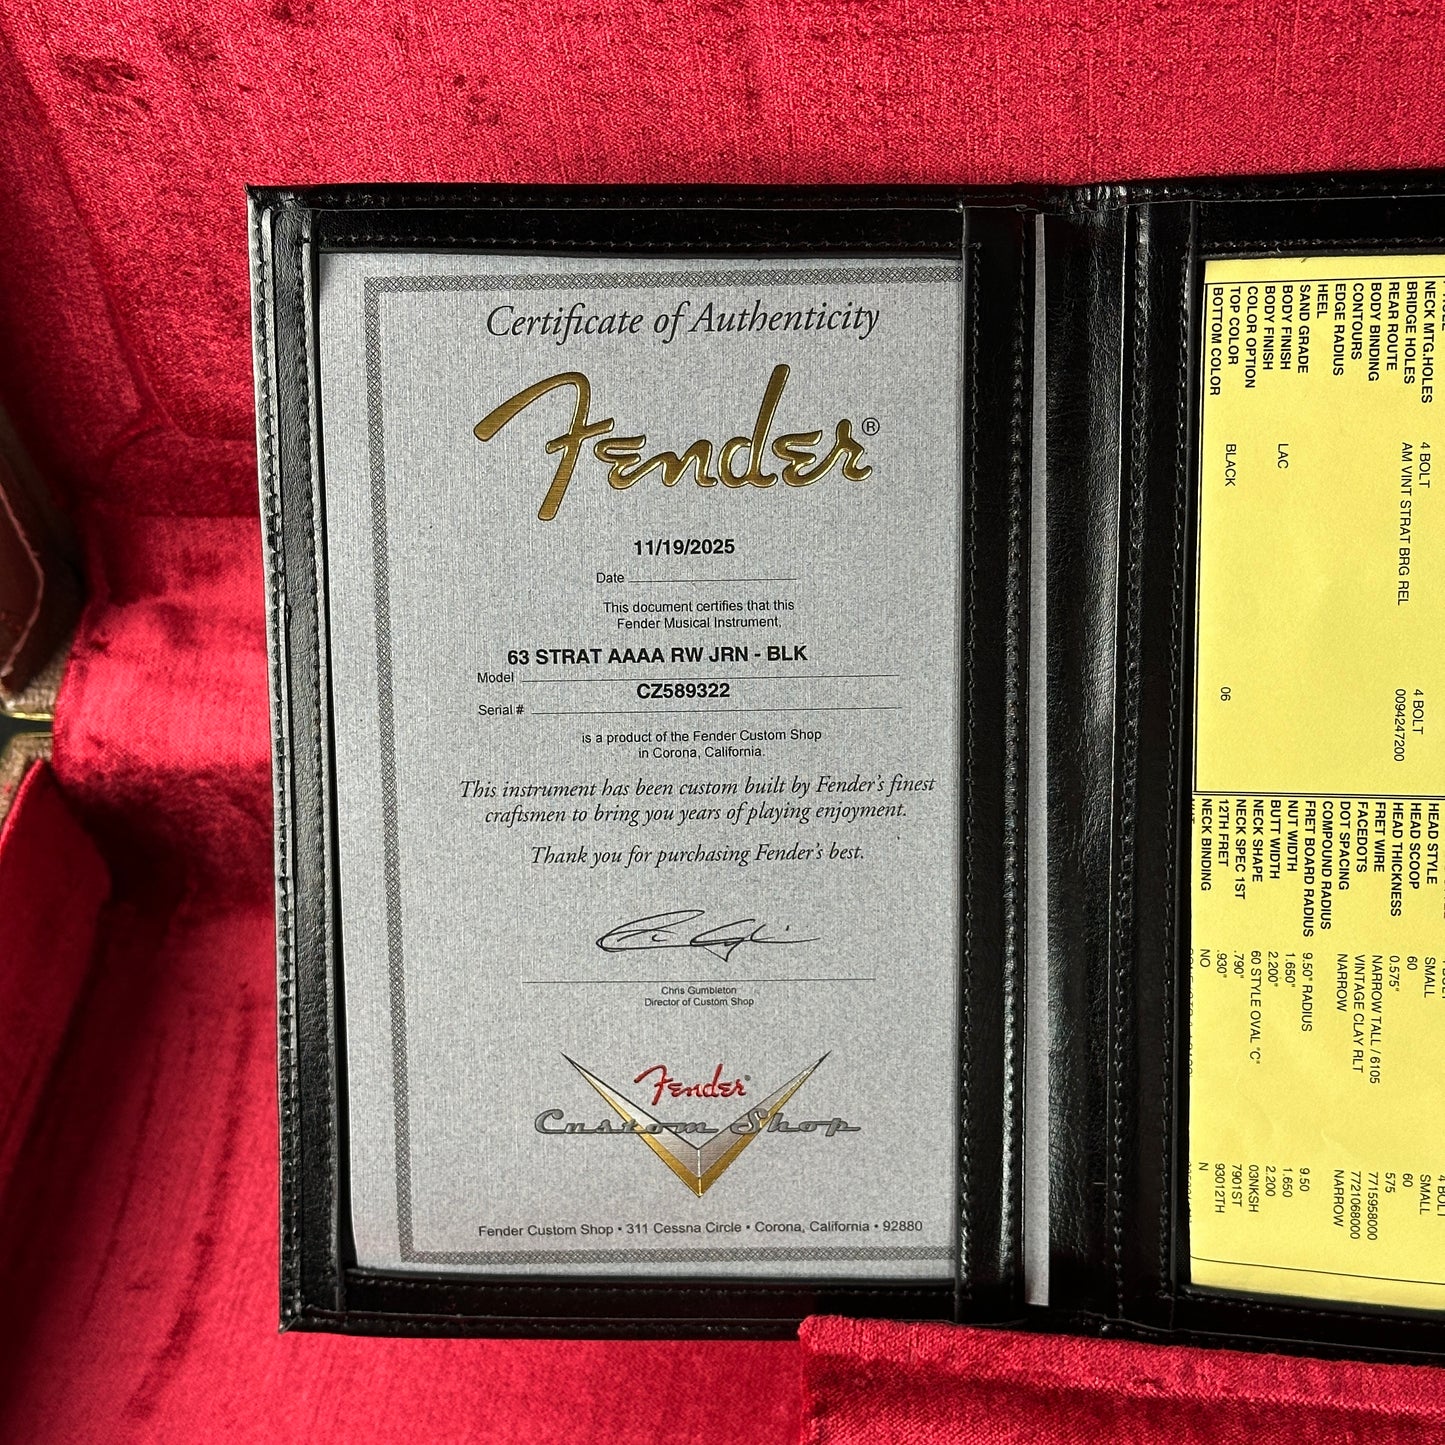 Certificate of Authenticity
Fender®
11/19/2025
Date
This document certifies that this
Fender Musical Instrument,
63 STRAT AAAA RW JRN - BLK
Model
CZ589322
Serial #
is a product of the Fender Custom Shop
in Corona, California.
This instrument has been custom built by Fender's finest
craftsmen to bring you years of playing enjoyment.
Thank you for purchasing Fender's best.
Chris Gumbleton
Director of Custom Shop
Fender®
Custom Shop
Fender Custom Shop • 311 Cessna Circle • Corona, California • 92880
NECK MTG.HOLES 4 BOLT 4 BOLT
BRIDGE HOLES AM VINT STRAT BRG REL 0094247200
REAR ROUTE
BODY BINDING
CONTOURS
EDGE RADIUS
HEEL
SAND GRADE
BODY FINISH LAC
BODY FINISH
COLOR OPTION
TOP COLOR BLACK 06
BOTTOM COLOR
HEAD STYLE SMALL SMALL
HEAD SCOOP 60 60
HEAD THICKNESS 0.575" 575
FRET WIRE NARROW TALL / 6105 7715958000
FACEDOTS VINTAGE CLAY RLT 7721068000
DOT SPACING NARROW NARROW
COMPOUND RADIUS
FRET BOARD RADIUS 9.50" RADIUS 9.50
NUT WIDTH 1.650" 1.650
BUTT WIDTH 2.200" 2.200
NECK SHAPE 60 STYLE OVAL "C" 03NKSH
NECK SPEC 1ST .790" 7901ST
12TH FRET .930" 93012TH
NECK BINDING NO N